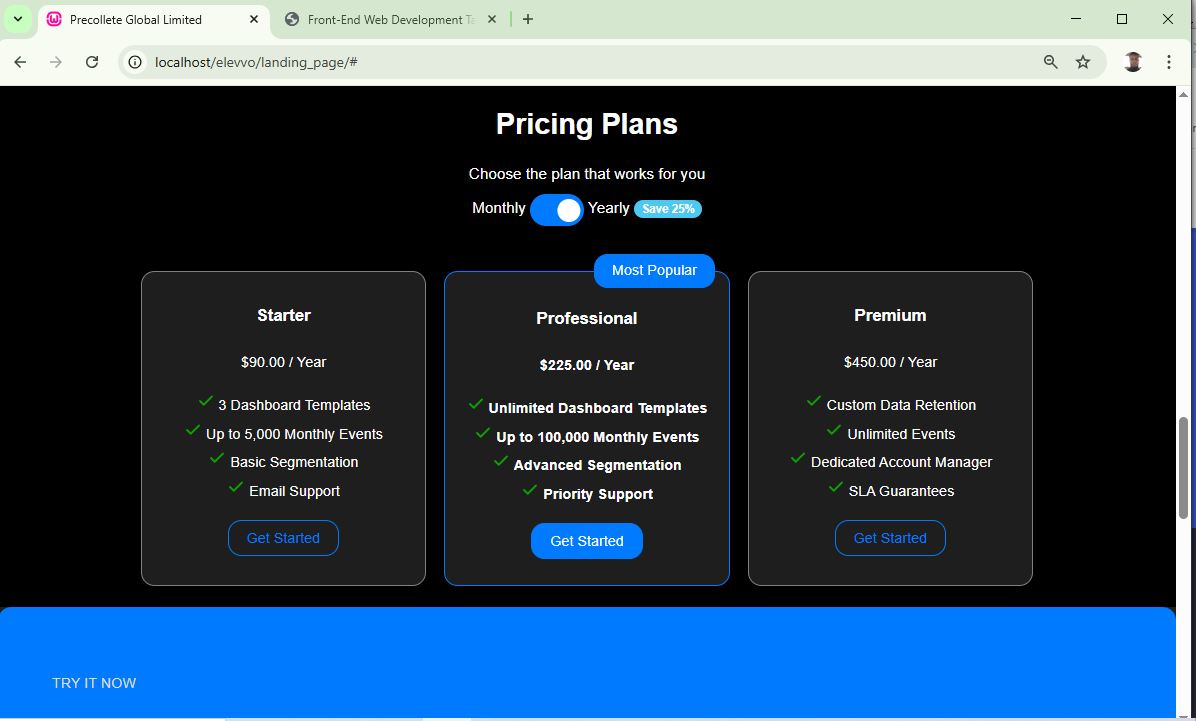 Precollete Global Limited
Front-End Web Development Ta
localhost/elevvo/landing_page/#
Pricing Plans
Choose the plan that works for you
Monthly Yearly Save 25%
Most Popular
Starter
$90.00 / Year
3 Dashboard Templates
Up to 5,000 Monthly Events
Basic Segmentation
Email Support
Get Started
Professional
$225.00 / Year
Unlimited Dashboard Templates
Up to 100,000 Monthly Events
Advanced Segmentation
Priority Support
Get Started
Premium
$450.00 / Year
Custom Data Retention
Unlimited Events
Dedicated Account Manager
SLA Guarantees
Get Started
TRY IT NOW